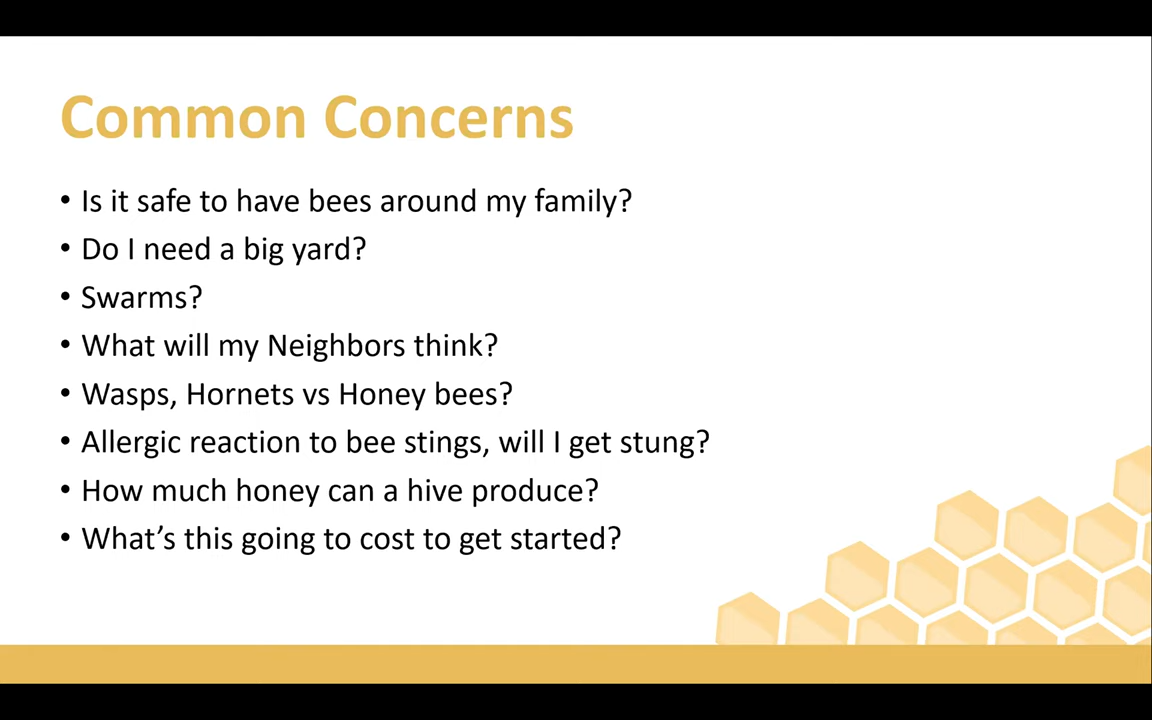 Common Concerns
• Is it safe to have bees around my family?
• Do I need a big yard?
• Swarms?
• What will my Neighbors think?
• Wasps, Hornets vs Honey bees?
• Allergic reaction to bee stings, will I get stung?
• How much honey can a hive produce?
• What’s this going to cost to get started?